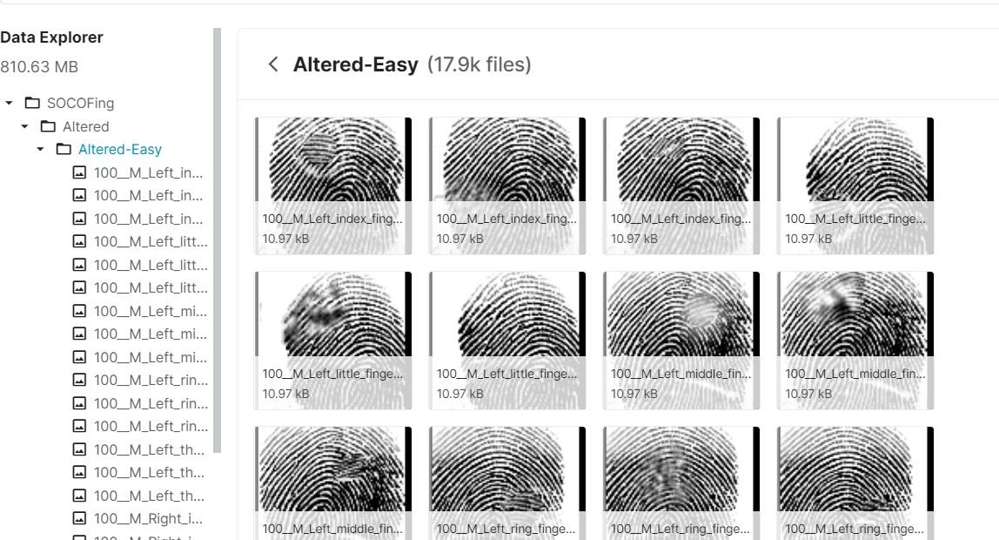 Data Explorer
810.63 MB
SOCOFing
Altered
Altered-Easy
100__M_Left_in...
100__M_Left_in...
100__M_Left_in...
100__M_Left_litt...
100__M_Left_litt...
100__M_Left_litt...
100__M_Left_mi...
100__M_Left_mi...
100__M_Left_mi...
100__M_Left_rin...
100__M_Left_rin...
100__M_Left_rin...
100__M_Left_th...
100__M_Left_th...
100__M_Left_th...
100__M_Right_i...
100__M_Right_i...
Altered-Easy (17.9k files)
100__M_Left_index_fing...
10.97 kB
100__M_Left_index_fing...
10.97 kB
100__M_Left_index_fing...
10.97 kB
100__M_Left_little_finge...
10.97 kB
100__M_Left_little_finge...
10.97 kB
100__M_Left_little_finge...
10.97 kB
100__M_Left_middle_fin...
10.97 kB
100__M_Left_middle_fin...
10.97 kB
100__M_Left_middle_fin...
100__M_Left_ring_finge...
100__M_Left_ring_finge...
100__M_Left_ring_finge...